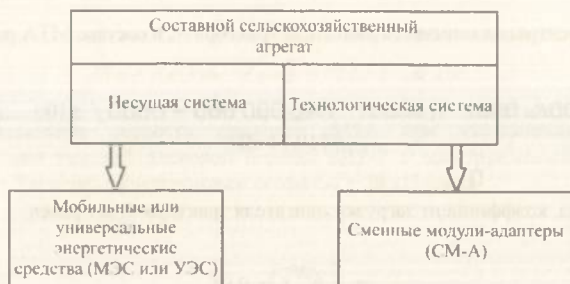 Составной сельскохозяйственный
агрегат
Несущая система
Технологическая система
Мобильные или
универсальные
энергетические
средства (МЭС или УЭС)
Сменные модули-адаптеры
(СМ-А)